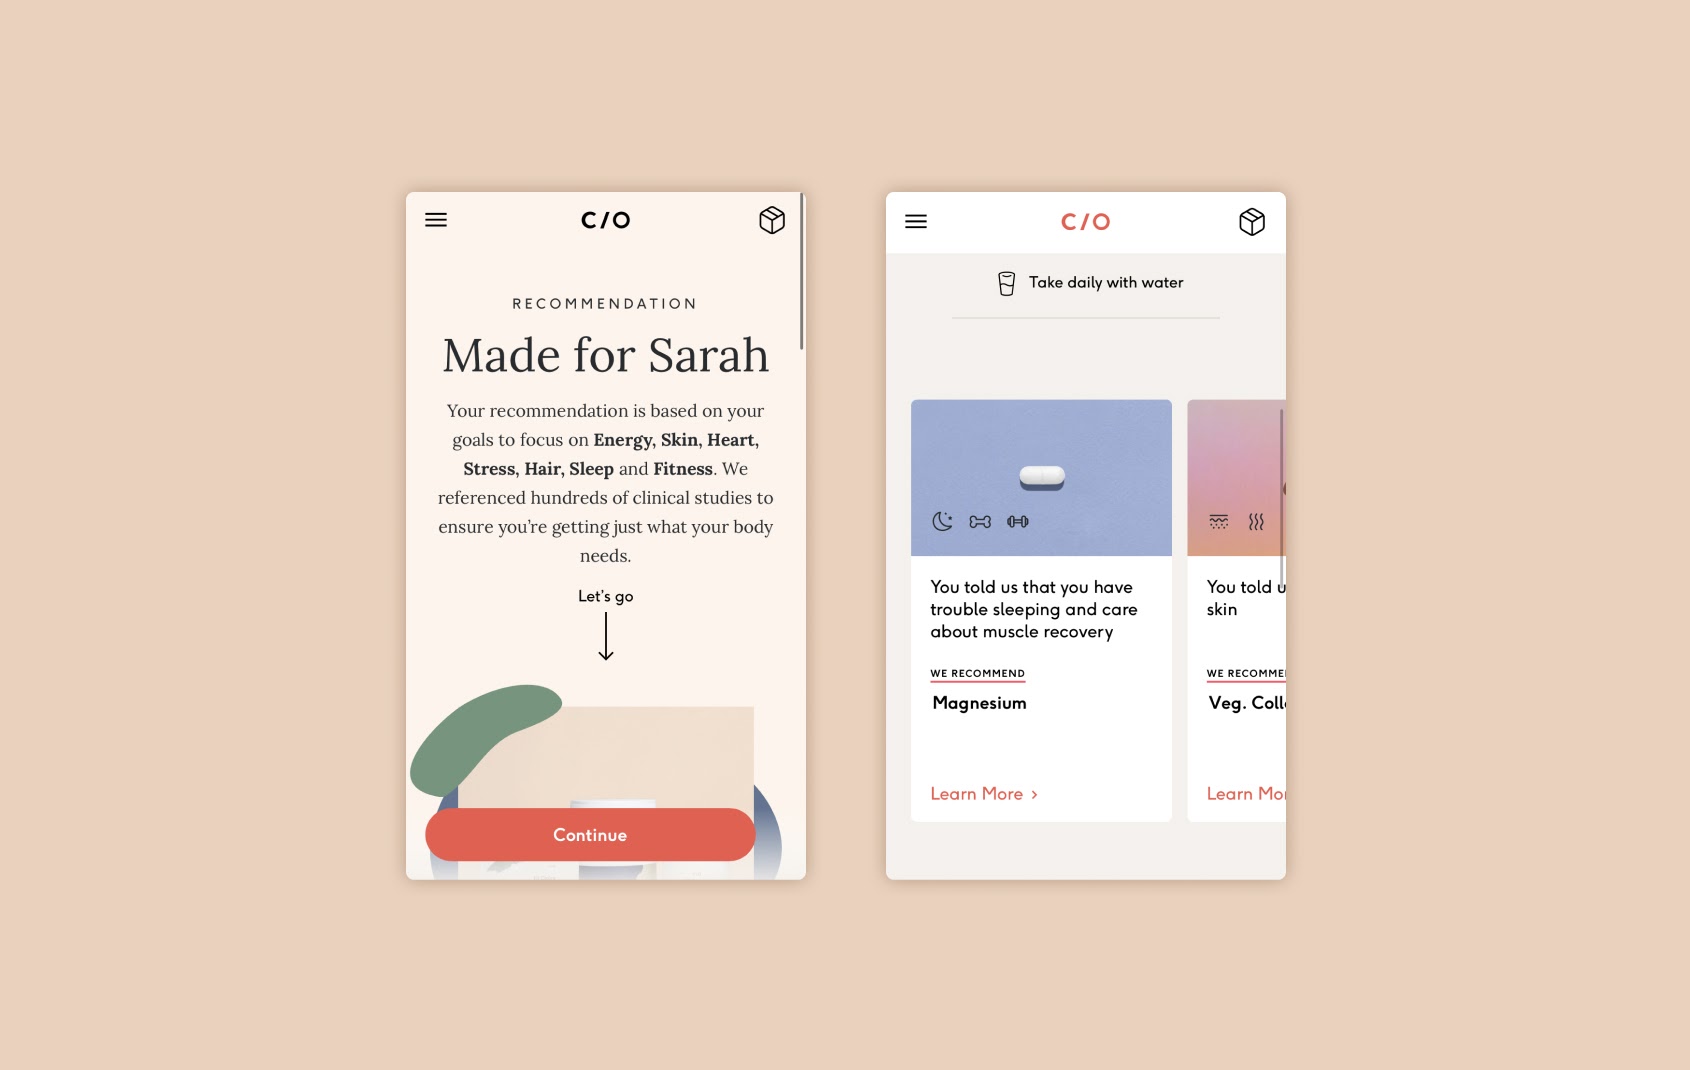 C/O
RECOMMENDATION
Made for Sarah
Your recommendation is based on your
goals to focus on Energy, Skin, Heart,
Stress, Hair, Sleep and Fitness. We
referenced hundreds of clinical studies to
ensure you’re getting just what your body
needs.
Let’s go
Continue
C/O
Take daily with water
You told us that you have
trouble sleeping and care
about muscle recovery
WE RECOMMEND
Magnesium
Learn More ›
You told
skin
WE
Veg.
Learn